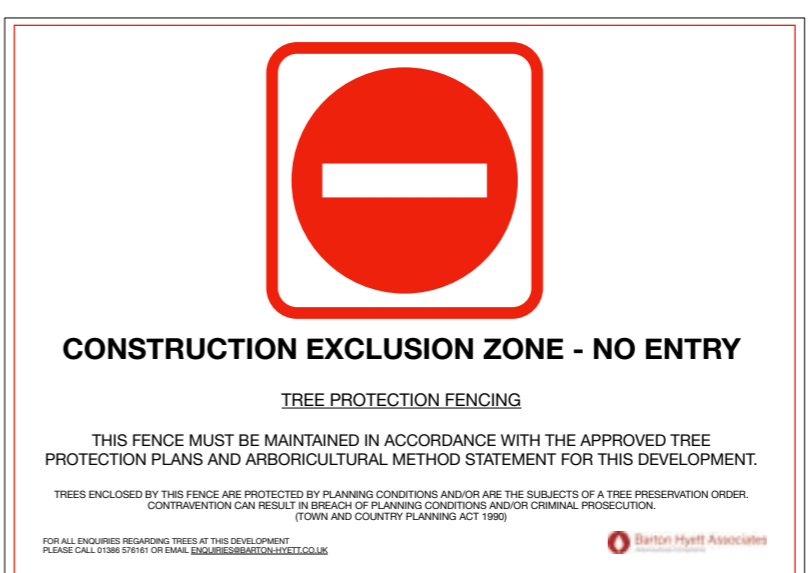 CONSTRUCTION EXCLUSION ZONE - NO ENTRY
TREE PROTECTION FENCING
THIS FENCE MUST BE MAINTAINED IN ACCORDANCE WITH THE APPROVED TREE
PROTECTION PLANS AND ARBORICULTURAL METHOD STATEMENT FOR THIS DEVELOPMENT.
TREES ENCLOSED BY THIS FENCE ARE PROTECTED BY PLANNING CONDITIONS AND/OR ARE THE SUBJECTS OF A TREE PRESERVATION ORDER.
CONTRAVENTION CAN RESULT IN BREACH OF PLANNING CONDITIONS AND/OR CRIMINAL PROSECUTION.
(TOWN AND COUNTRY PLANNING ACT 1990)
FOR ALL ENQUIRIES REGARDING TREES AT THIS DEVELOPMENT
PLEASE CALL 01386 576161 OR EMAIL ENQUIRIES@BARTON-HYETT.CO.UK
Barton Hyett Associates